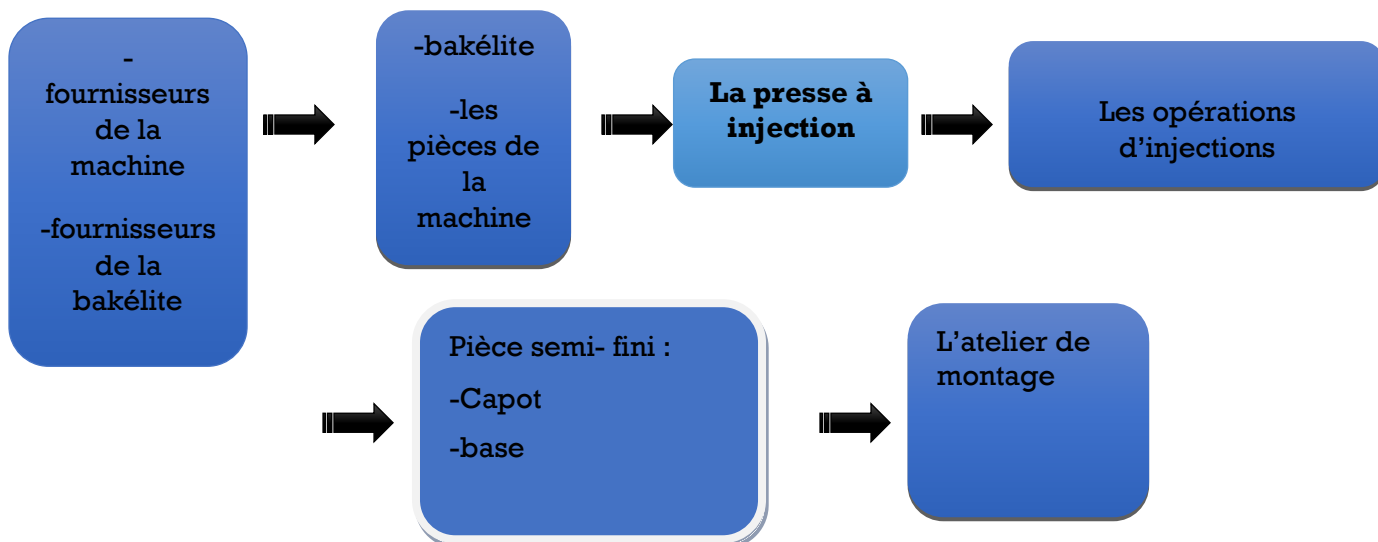 -
fournisseurs
de la
machine
-fournisseurs
de la
bakélite
-bakélite
-les
pièces de
la
machine
La presse à
injection
Les opérations
d’injections
Pièce semi- fini :
-Capot
-base
L’atelier de
montage